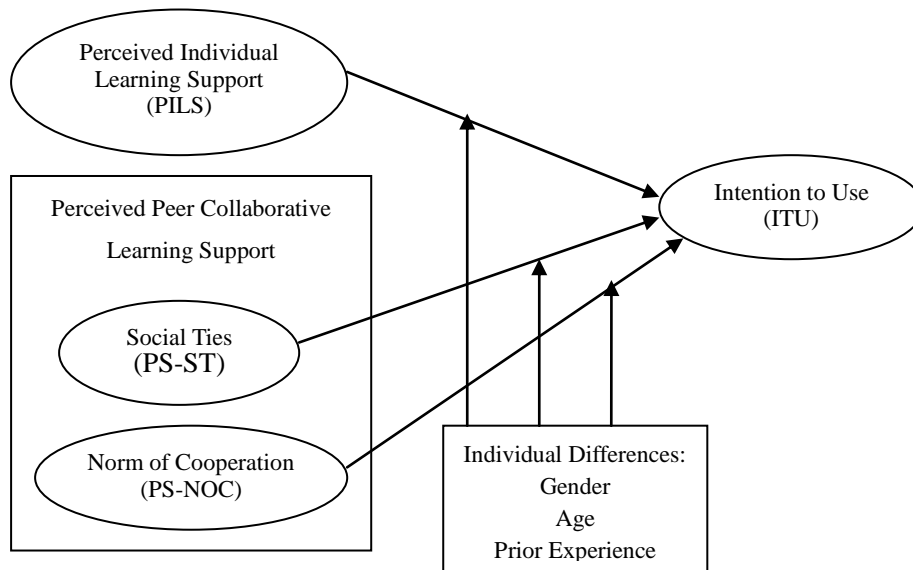 Perceived Individual
Learning Support
(PILS)
Perceived Peer Collaborative
Learning Support
Social Ties
(PS-ST)
Norm of Cooperation
(PS-NOC)
Intention to Use
(ITU)
Individual Differences:
Gender
Age
Prior Experience